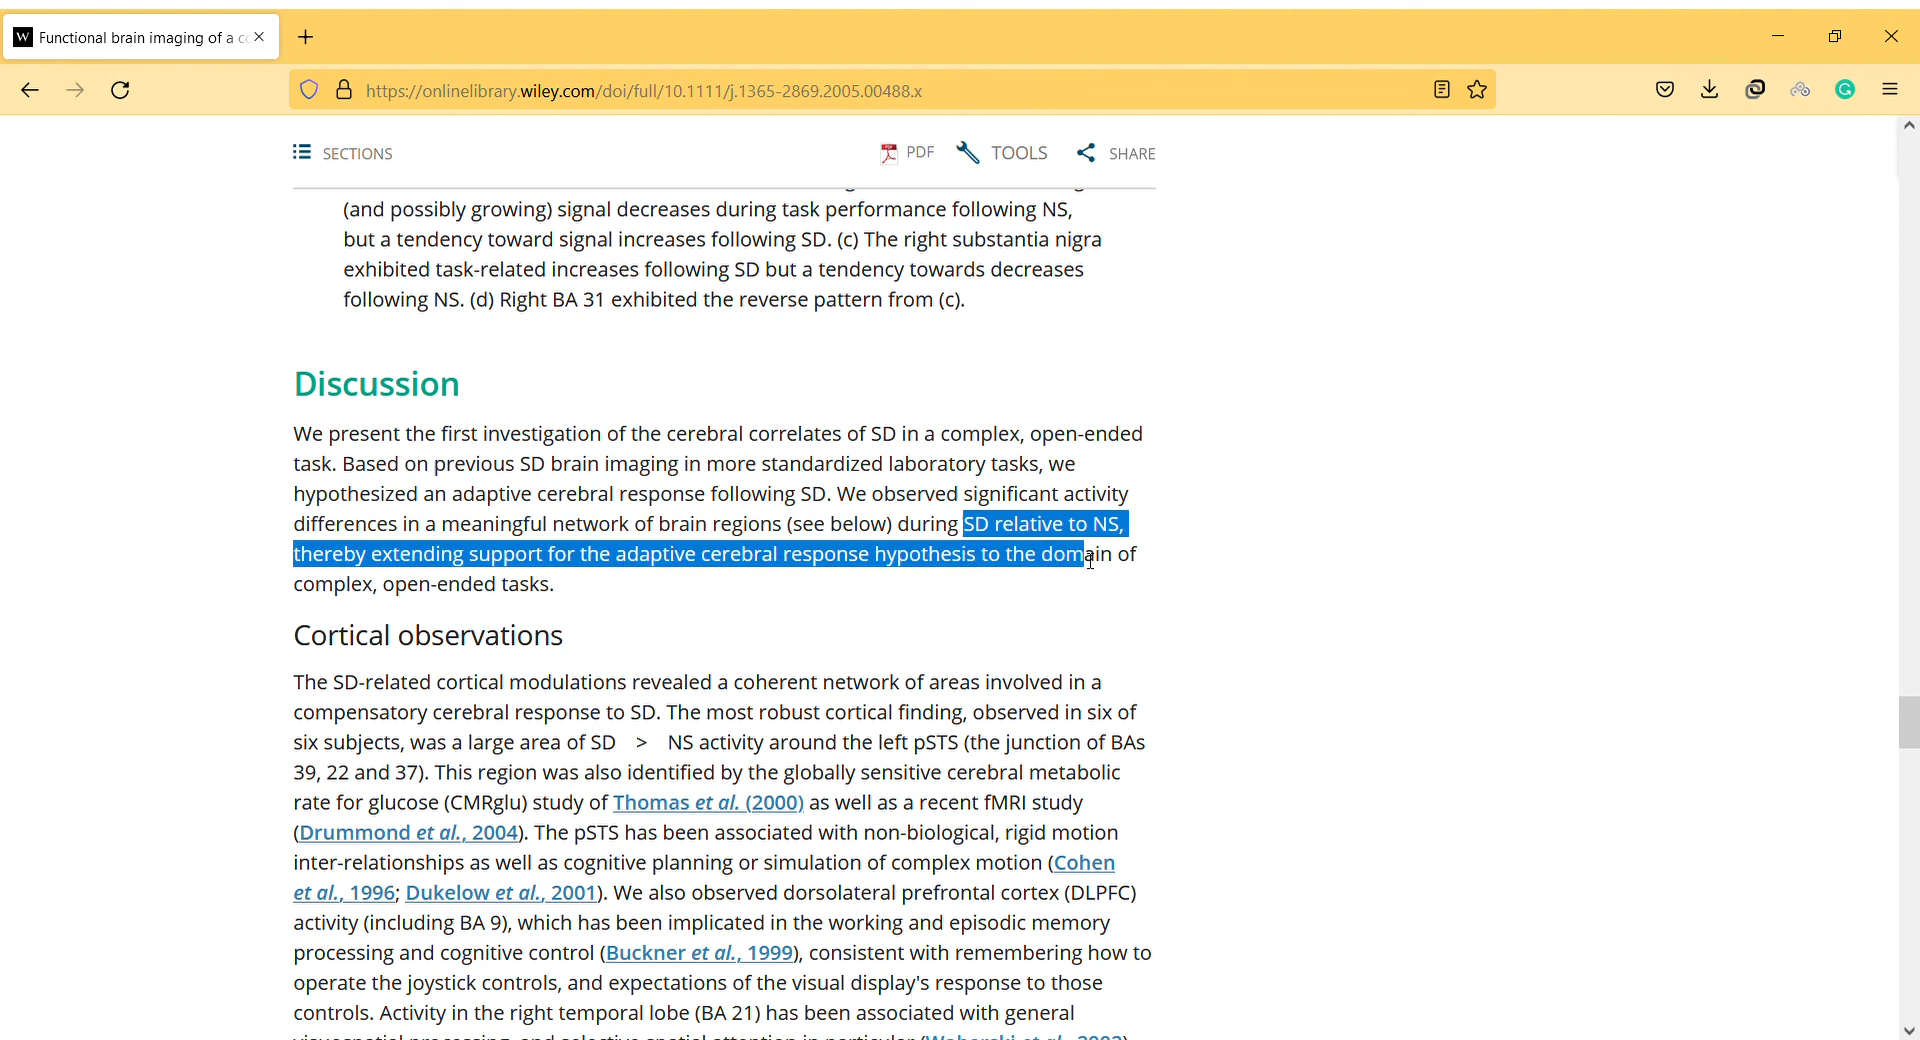 W Functional brain imaging of a c
https://onlinelibrary.wiley.com/doi/full/10.1111/j.1365-2869.2005.00488.x
SECTIONS PDF TOOLS SHARE
(and possibly growing) signal decreases during task performance following NS,
but a tendency toward signal increases following SD. (c) The right substantia nigra
exhibited task-related increases following SD but a tendency towards decreases
following NS. (d) Right BA 31 exhibited the reverse pattern from (c).
Discussion
We present the first investigation of the cerebral correlates of SD in a complex, open-ended
task. Based on previous SD brain imaging in more standardized laboratory tasks, we
hypothesized an adaptive cerebral response following SD. We observed significant activity
differences in a meaningful network of brain regions (see below) during SD relative to NS,
thereby extending support for the adaptive cerebral response hypothesis to the domain of
complex, open-ended tasks.
Cortical observations
The SD-related cortical modulations revealed a coherent network of areas involved in a
compensatory cerebral response to SD. The most robust cortical finding, observed in six of
six subjects, was a large area of SD > NS activity around the left pSTS (the junction of BAs
39, 22 and 37). This region was also identified by the globally sensitive cerebral metabolic
rate for glucose (CMRglu) study of Thomas et al. (2000) as well as a recent fMRI study
(Drummond et al., 2004). The pSTS has been associated with non-biological, rigid motion
inter-relationships as well as cognitive planning or simulation of complex motion (Cohen
et al., 1996; Dukelow et al., 2001). We also observed dorsolateral prefrontal cortex (DLPFC)
activity (including BA 9), which has been implicated in the working and episodic memory
processing and cognitive control (Buckner et al., 1999), consistent with remembering how to
operate the joystick controls, and expectations of the visual display's response to those
controls. Activity in the right temporal lobe (BA 21) has been associated with general